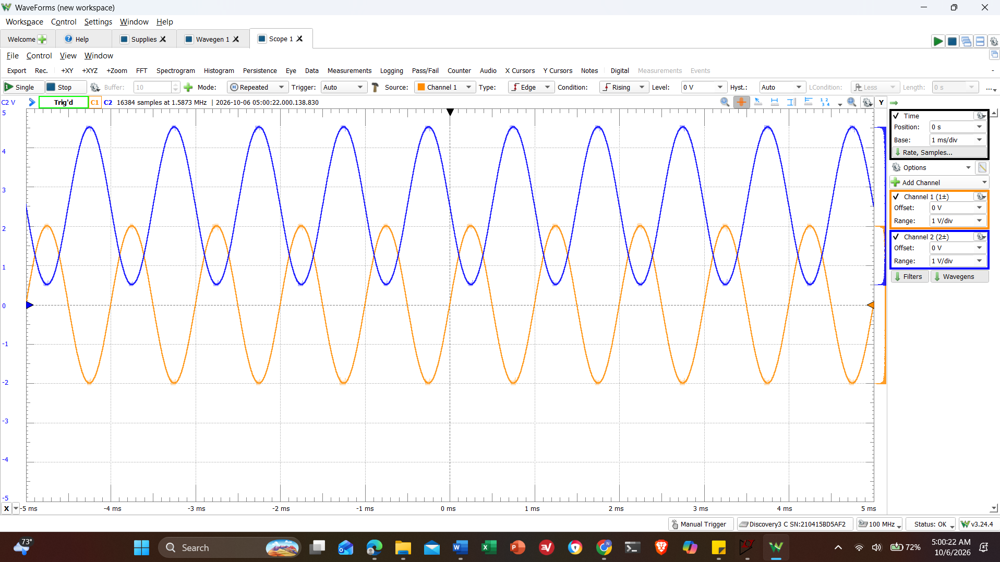 WaveForms (new workspace)
Workspace Control Settings Window Help
Welcome Help Supplies Wavegen 1 Scope 1
File Control View Window
Export Rec. +XY +XYZ +Zoom FFT Spectrogram Histogram Persistence Eye Data Measurements Logging Pass/Fail Counter Audio X Cursors Y Cursors Notes Digital Measurements Events
Single Stop Buffer: 10 Mode: Repeated Trigger: Auto Source: Channel 1 Type: Edge Condition: Rising Level: 0 V Hyst.: Auto LCondition: Less Length: 0 s ...
C2 V Trig'd C1 C2 16384 samples at 1.5873 MHz | 2026-10-06 05:00:22.000.138.830 Y
5
4
3
2
1
0
-1
-2
-3
-4
-5
X -5 ms -4 ms -3 ms -2 ms -1 ms 0 ms 1 ms 2 ms 3 ms 4 ms 5 ms
Time
Position: 0 s
Base: 1 ms/div
Rate, Samples...
Options
Add Channel
Channel 1 (1±)
Offset: 0 V
Range: 1 V/div
Channel 2 (2±)
Offset: 0 V
Range: 1 V/div
Filters Wavegens
Manual Trigger Discovery3 C SN:210415BD5AF2 100 MHz Status: OK v3.24.4
73° Search 72% 5:00:22 AM
10/6/2026